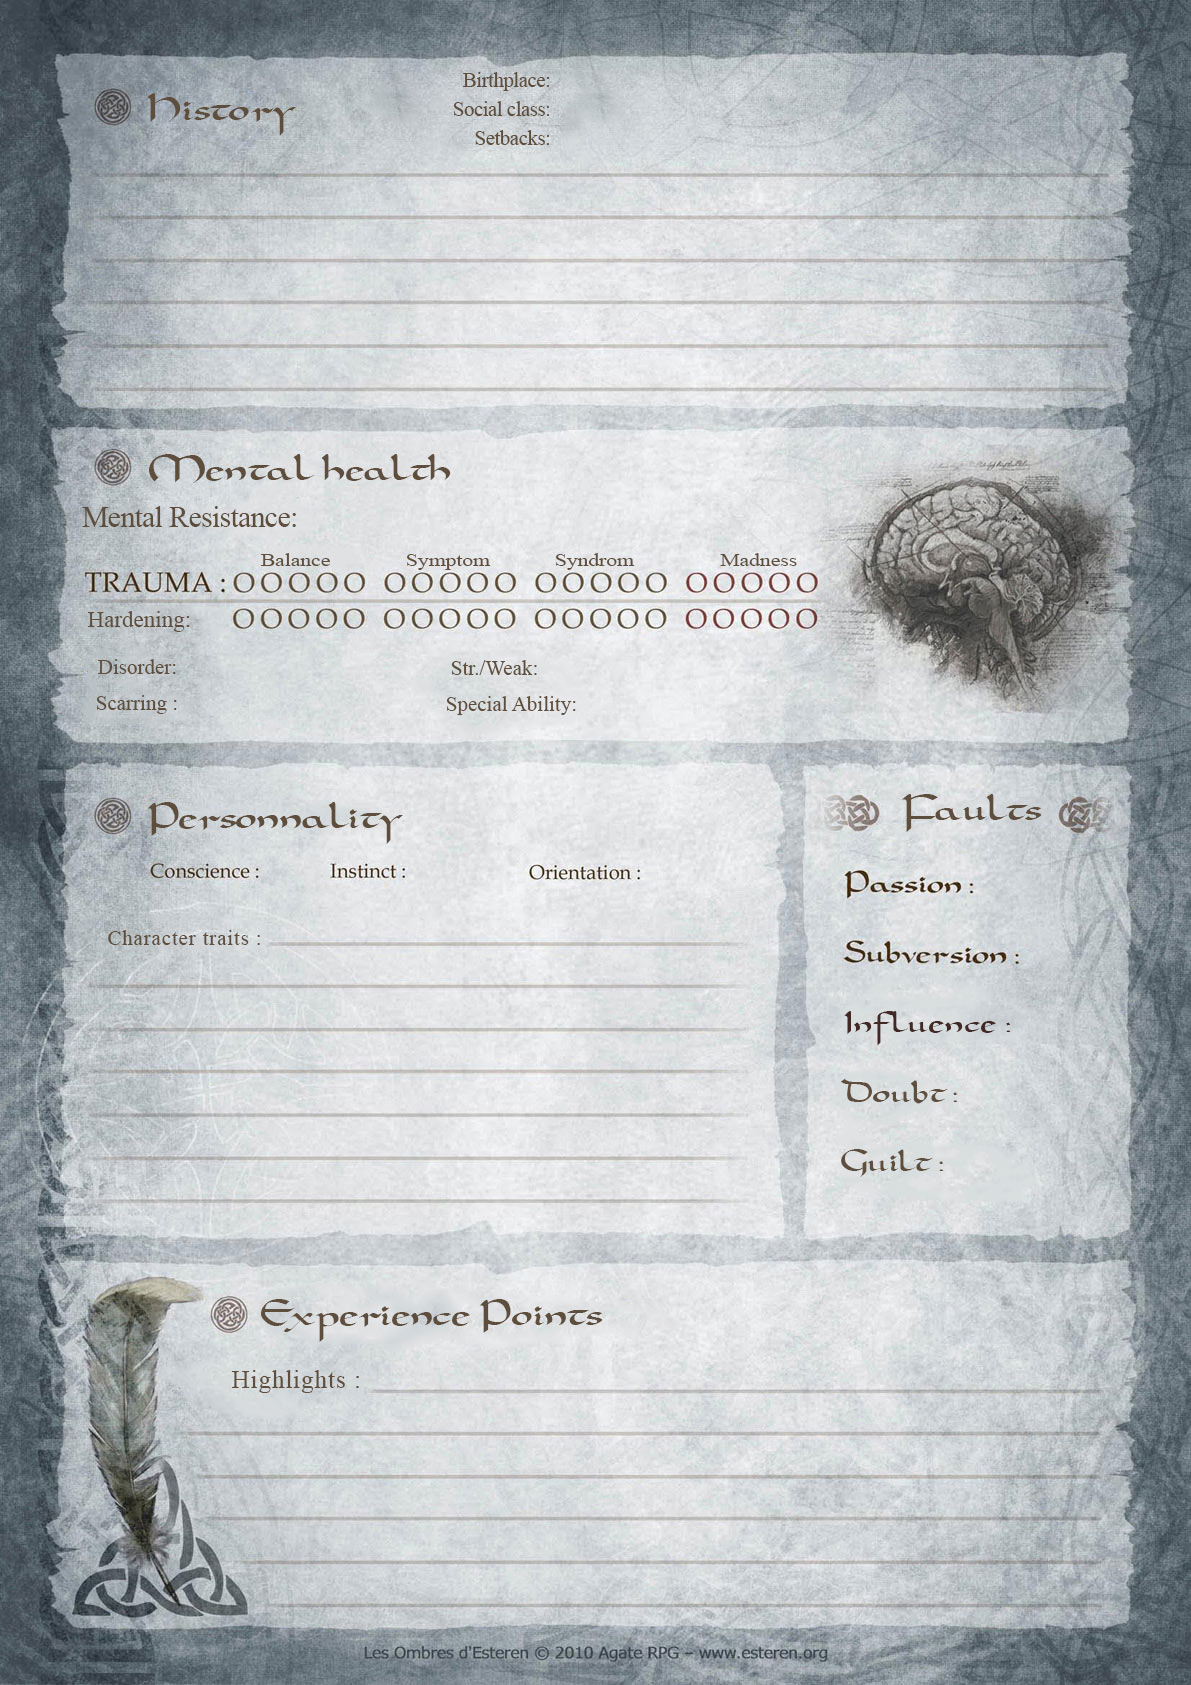 History
Birthplace:
Social class:
Setbacks:
Mental health
Mental Resistance:
Balance Symptom Syndrom Madness
TRAUMA : OOOOO OOOOO OOOOO OOOOO
Hardening: OOOOO OOOOO OOOOO OOOOO
Disorder: Str./Weak:
Scarring : Special Ability:
Personnality
Conscience : Instinct : Orientation :
Character traits :
Faults
Passion :
Subversion :
Influence :
Doubt :
Guilt :
Experience Points
Highlights :
Les Ombres d'Esteren © 2010 Agate RPG – www.esteren.org